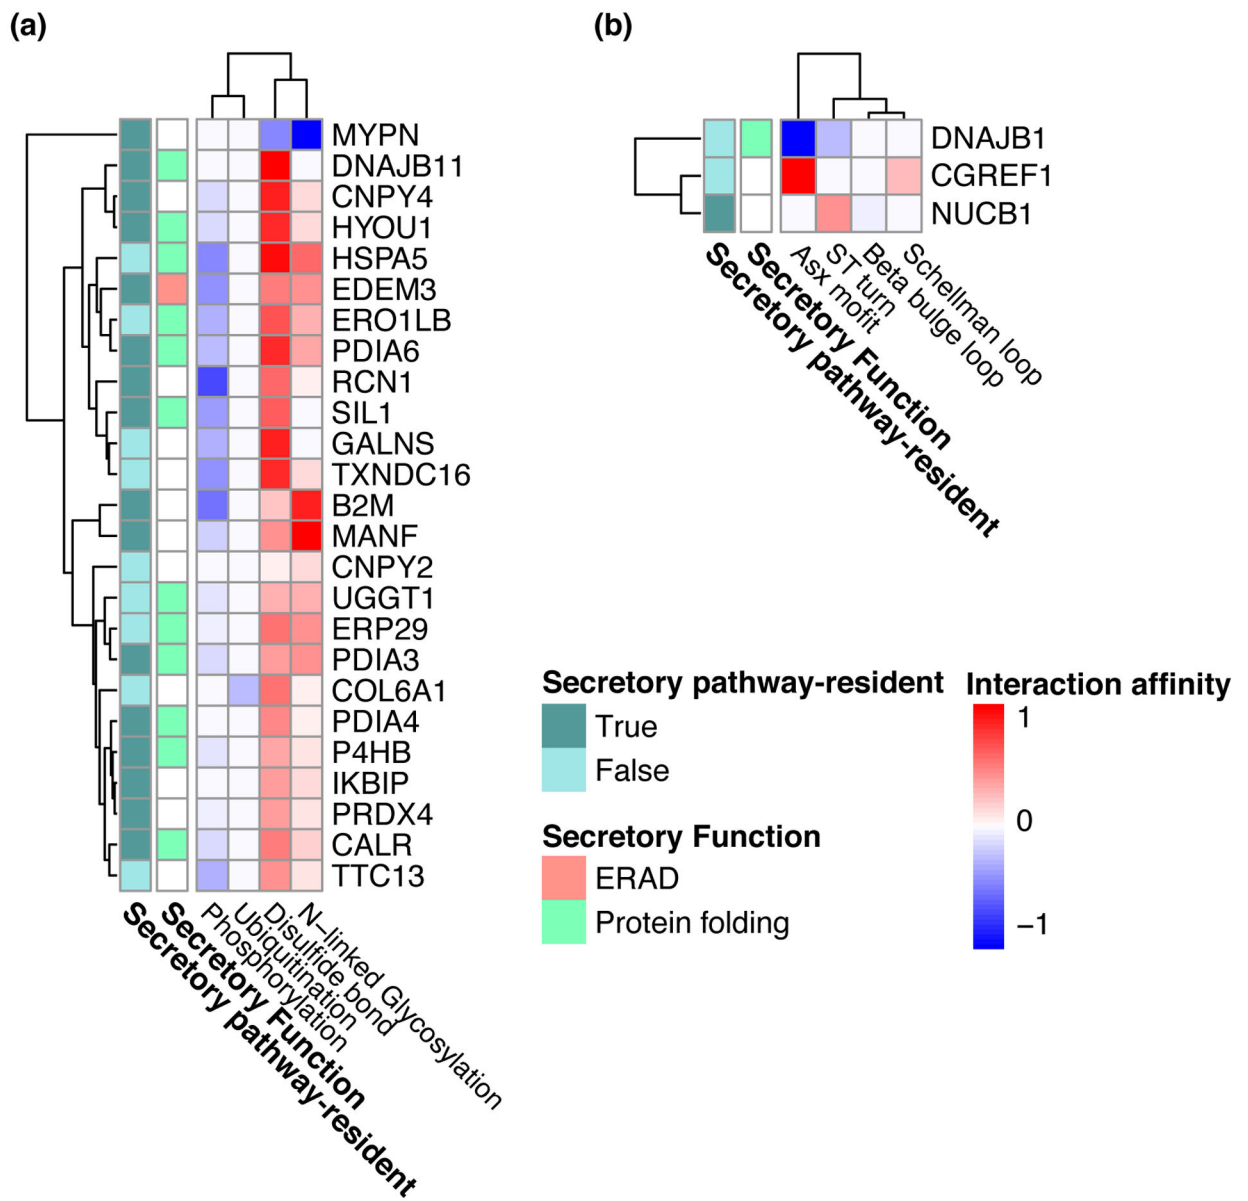 (a)
MYPN
DNAJB11
CNPY4
HYOU1
HSPA5
EDEM3
ERO1LB
PDIA6
RCN1
SIL1
GALNS
TXNDC16
B2M
MANF
CNPY2
UGGT1
ERP29
PDIA3
COL6A1
PDIA4
P4HB
IKBIP
PRDX4
CALR
TTC13
Secretory pathway-resident
Secretory Function
Phosphorylation
Ubiquitination
Disulfide bond
N-linked Glycosylation
(b)
DNAJB1
CGREF1
NUCB1
Secretory pathway-resident
Secretory Function
Asx mofit
ST turn
Beta bulge loop
Schellman loop
Secretory pathway-resident
True
False
Secretory Function
ERAD
Protein folding
Interaction affinity
1
0
−1